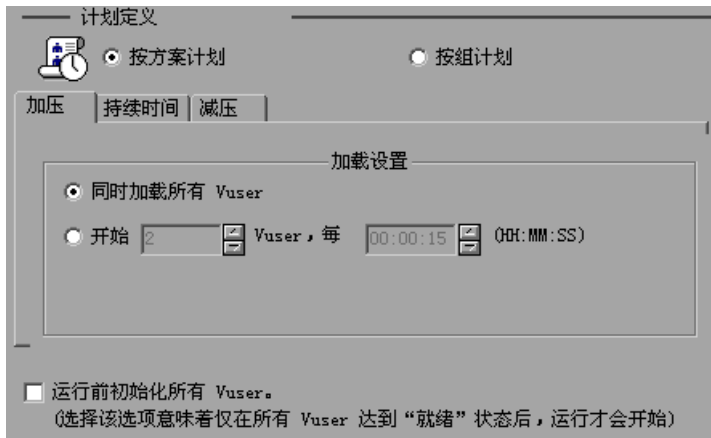 计划定义
按方案计划 按组计划
加压 持续时间 减压
加载设置
同时加载所有 Vuser
开始 2 Vuser，每 00:00:15 (HH:MM:SS)
运行前初始化所有 Vuser。
(选择该选项意味着仅在所有 Vuser 达到“就绪”状态后，运行才会开始)